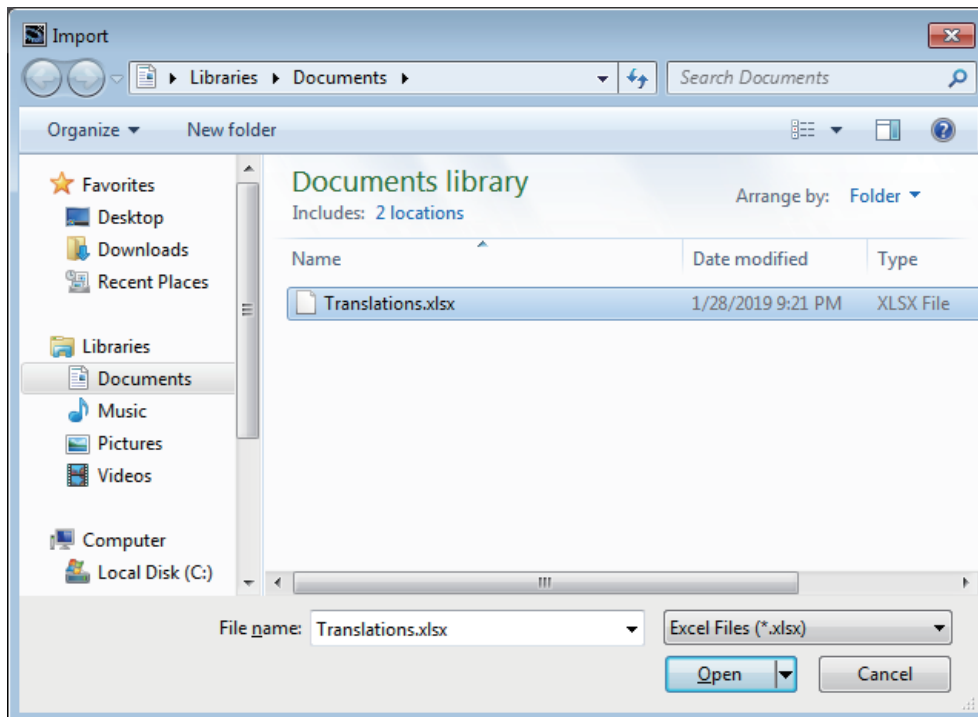 Import
Libraries Documents
Search Documents
Organize New folder
Favorites
Desktop
Downloads
Recent Places
Libraries
Documents
Music
Pictures
Videos
Computer
Local Disk (C:)
Documents library
Includes: 2 locations
Arrange by: Folder
Name Date modified Type
Translations.xlsx 1/28/2019 9:21 PM XLSX File
File name: Translations.xlsx Excel Files (*.xlsx)
Open Cancel